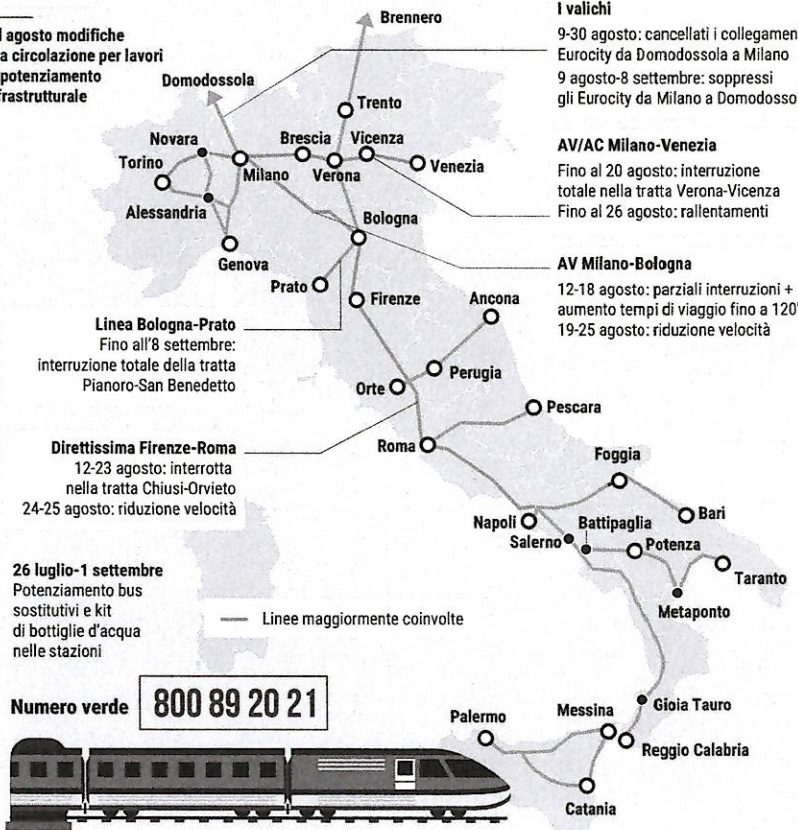 agosto modifiche
a circolazione per lavori
potenziamento
frastrutturale
Brennero
I valichi
9-30 agosto: cancellati i collegamen
Eurocity da Domodossola a Milano
9 agosto-8 settembre: soppressi
gli Eurocity da Milano a Domodosso
Domodossola
Trento
Novara
Brescia
Vicenza
Torino
Milano
Verona
Venezia
AV/AC Milano-Venezia
Fino al 20 agosto: interruzione
totale nella tratta Verona-Vicenza
Fino al 26 agosto: rallentamenti
Alessandria
Bologna
Genova
Prato
Firenze
Ancona
AV Milano-Bologna
12-18 agosto: parziali interruzioni +
aumento tempi di viaggio fino a 120'
19-25 agosto: riduzione velocità
Linea Bologna-Prato
Fino all'8 settembre:
interruzione totale della tratta
Pianoro-San Benedetto
Orte
Perugia
Pescara
Roma
Direttissima Firenze-Roma
12-23 agosto: interrotta
nella tratta Chiusi-Orvieto
24-25 agosto: riduzione velocità
Foggia
Napoli
Battipaglia
Bari
Salerno
Potenza
Taranto
Metaponto
26 luglio-1 settembre
Potenziamento bus
sostitutivi e kit
di bottiglie d'acqua
nelle stazioni
Linee maggiormente coinvolte
Numero verde 800 89 20 21
Palermo
Messina
Gioia Tauro
Reggio Calabria
Catania